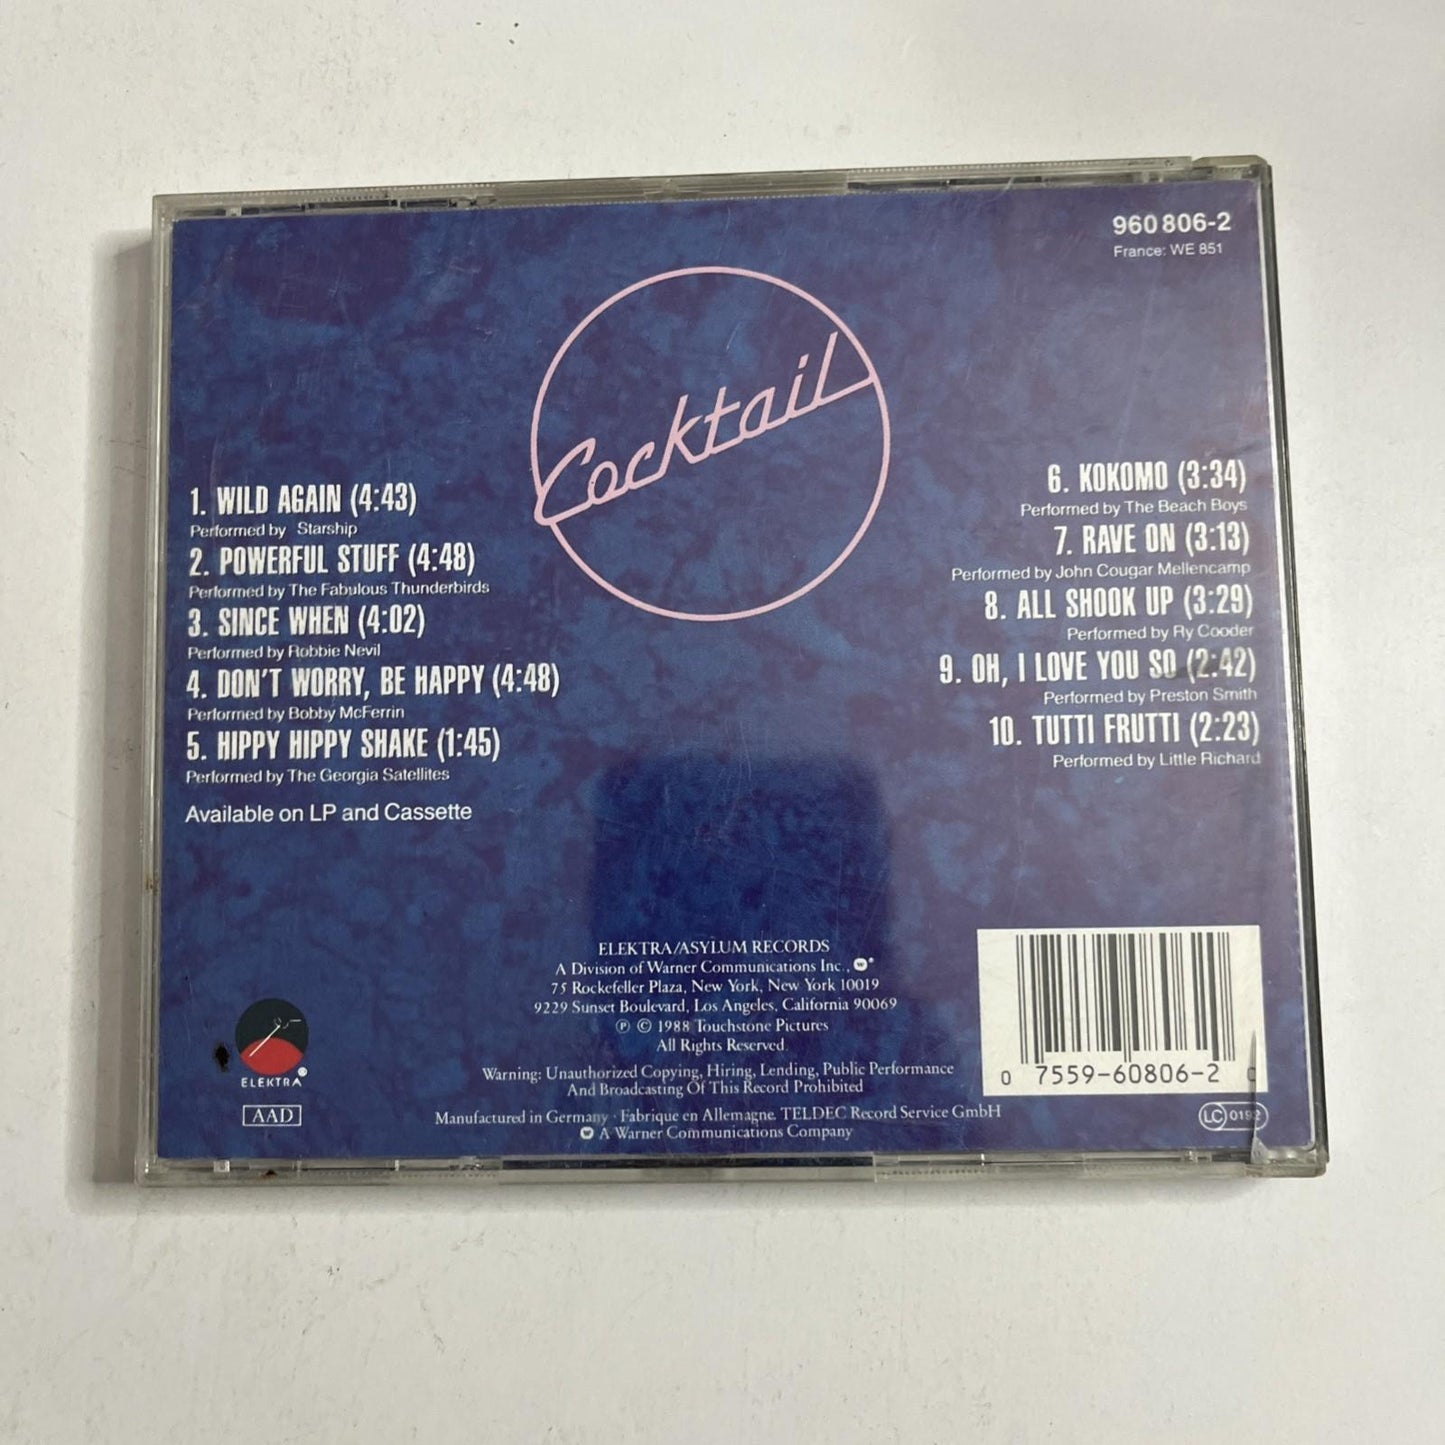 960 806-2
France: WE 851
Cocktail
1. WILD AGAIN (4:43)
Performed by Starship
2. POWERFUL STUFF (4:48)
Performed by The Fabulous Thunderbirds
3. SINCE WHEN (4:02)
Performed by Robbie Nevil
4. DON'T WORRY, BE HAPPY (4:48)
Performed by Bobby McFerrin
5. HIPPY HIPPY SHAKE (1:45)
Performed by The Georgia Satellites
Available on LP and Cassette
6. KOKOMO (3:34)
Performed by The Beach Boys
7. RAVE ON (3:13)
Performed by John Cougar Mellencamp
8. ALL SHOOK UP (3:29)
Performed by Ry Cooder
9. OH, I LOVE YOU SO (2:42)
Performed by Preston Smith
10. TUTTI FRUTTI (2:23)
Performed by Little Richard
ELEKTRA/ASYLUM RECORDS
A Division of Warner Communications Inc.,
75 Rockefeller Plaza, New York, New York 10019
9229 Sunset Boulevard, Los Angeles, California 90069
℗ © 1988 Touchstone Pictures
All Rights Reserved.
Warning: Unauthorized Copying, Hiring, Lending, Public Performance
And Broadcasting Of This Record Prohibited
Manufactured in Germany · Fabriqué en Allemagne. TELDEC Record Service GmbH
A Warner Communications Company
ELEKTRA®
AAD
0 7559-60806-2
LC 0192